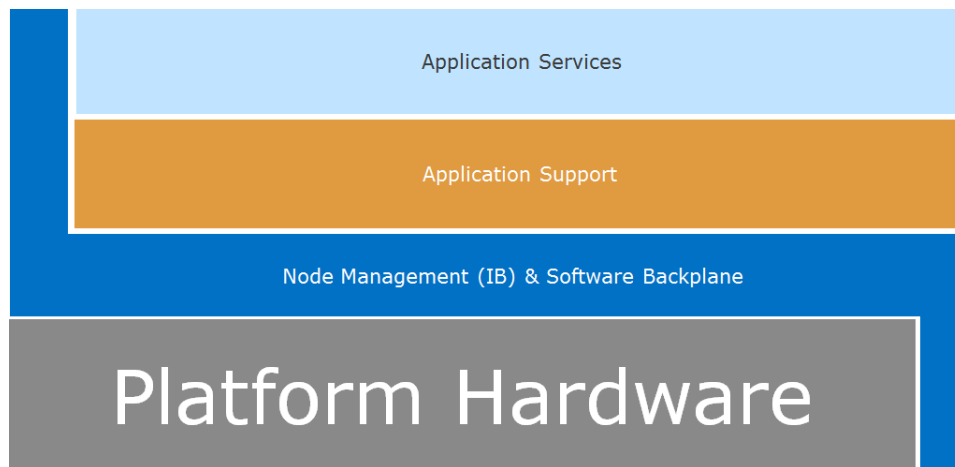 Application Services
Application Support
Node Management (IB) & Software Backplane
Platform Hardware